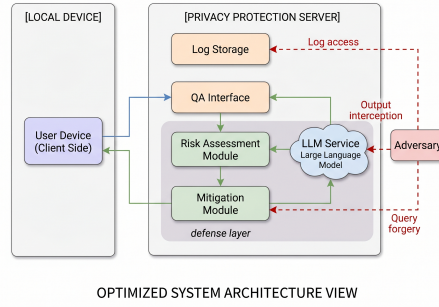 [LOCAL DEVICE]
[PRIVACY PROTECTION SERVER]
Log Storage
Log access
QA Interface
Output
interception
User Device
(Client Side)
Risk Assessment
Module
LLM Service
Large Language
Model
Adversary
Mitigation
Module
Query
forgery
defense layer
OPTIMIZED SYSTEM ARCHITECTURE VIEW